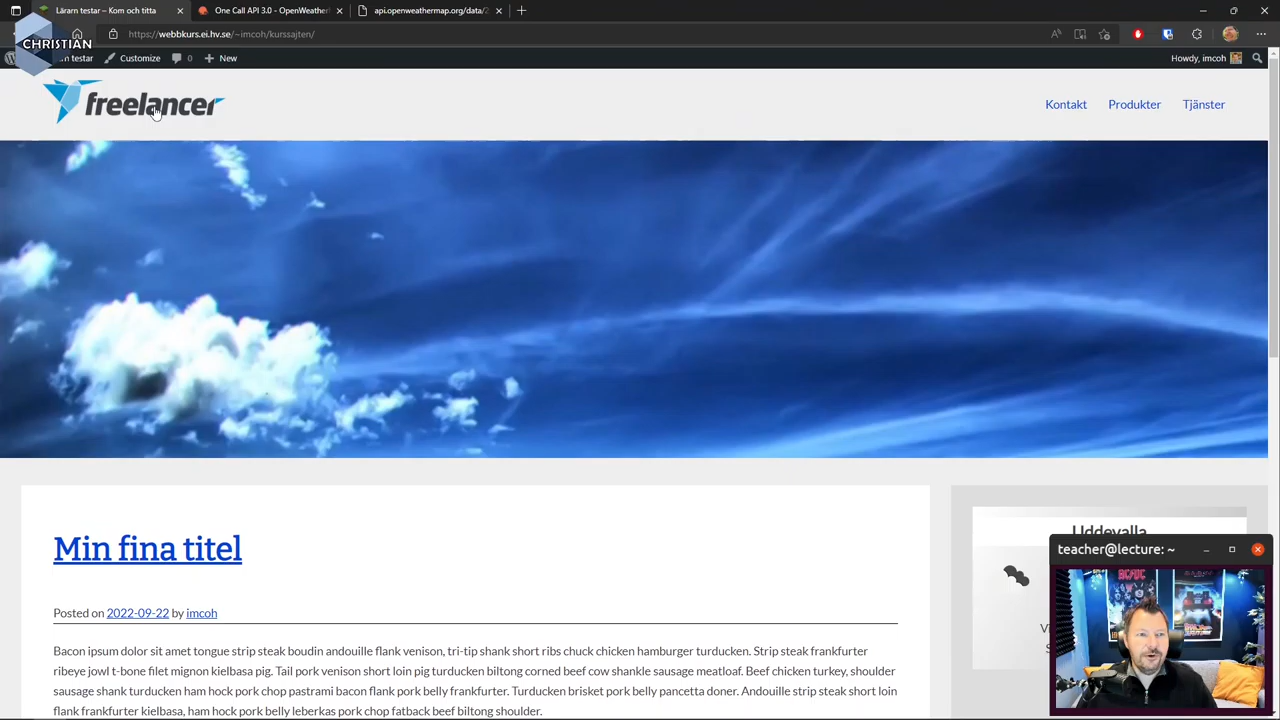 Lärarn testar – Kom och titta
One Call API 3.0 - OpenWeather
api.openweathermap.org/data/2
https://webbkurs.ei.hv.se/~imcoh/kurssajten/
CHRISTIAN
rn testar
Customize
0
New
Howdy, imcoh
freelancer
Kontakt
Produkter
Tjänster
Min fina titel
Uddevalla
teacher@lecture: ~
Posted on 2022-09-22 by imcoh
Bacon ipsum dolor sit amet tongue strip steak boudin andouille flank venison, tri-tip shank short ribs chuck chicken hamburger turducken. Strip steak frankfurter
ribeye jowl t-bone filet mignon kielbasa pig. Tail pork venison short loin pig turducken biltong corned beef cow shankle sausage meatloaf. Beef chicken turkey, shoulder
sausage shank turducken ham hock pork chop pastrami bacon flank pork belly frankfurter. Turducken brisket pork belly pancetta doner. Andouille strip steak short loin
flank frankfurter kielbasa, ham hock pork belly leberkas pork chop fatback beef biltong shoulder.